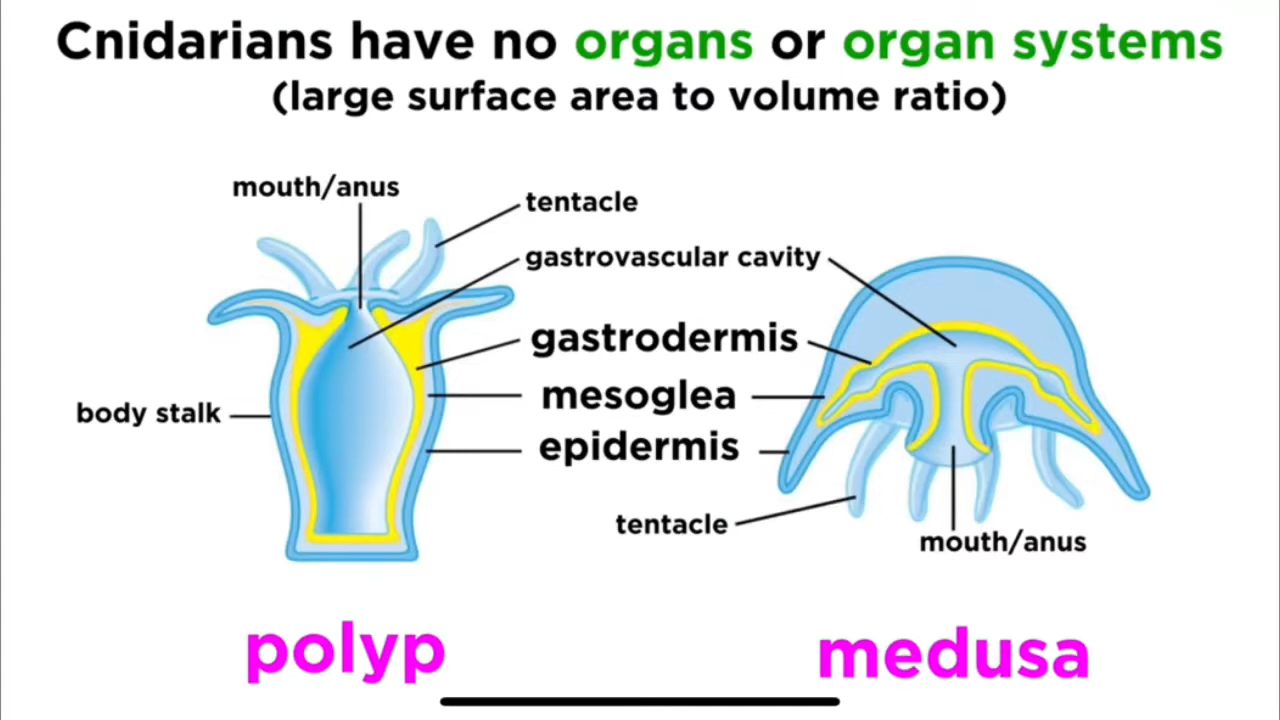 Cnidarians have no organs or organ systems
(large surface area to volume ratio)
mouth/anus
tentacle
gastrovascular cavity
gastrodermis
mesoglea
body stalk
epidermis
tentacle
mouth/anus
polyp
medusa